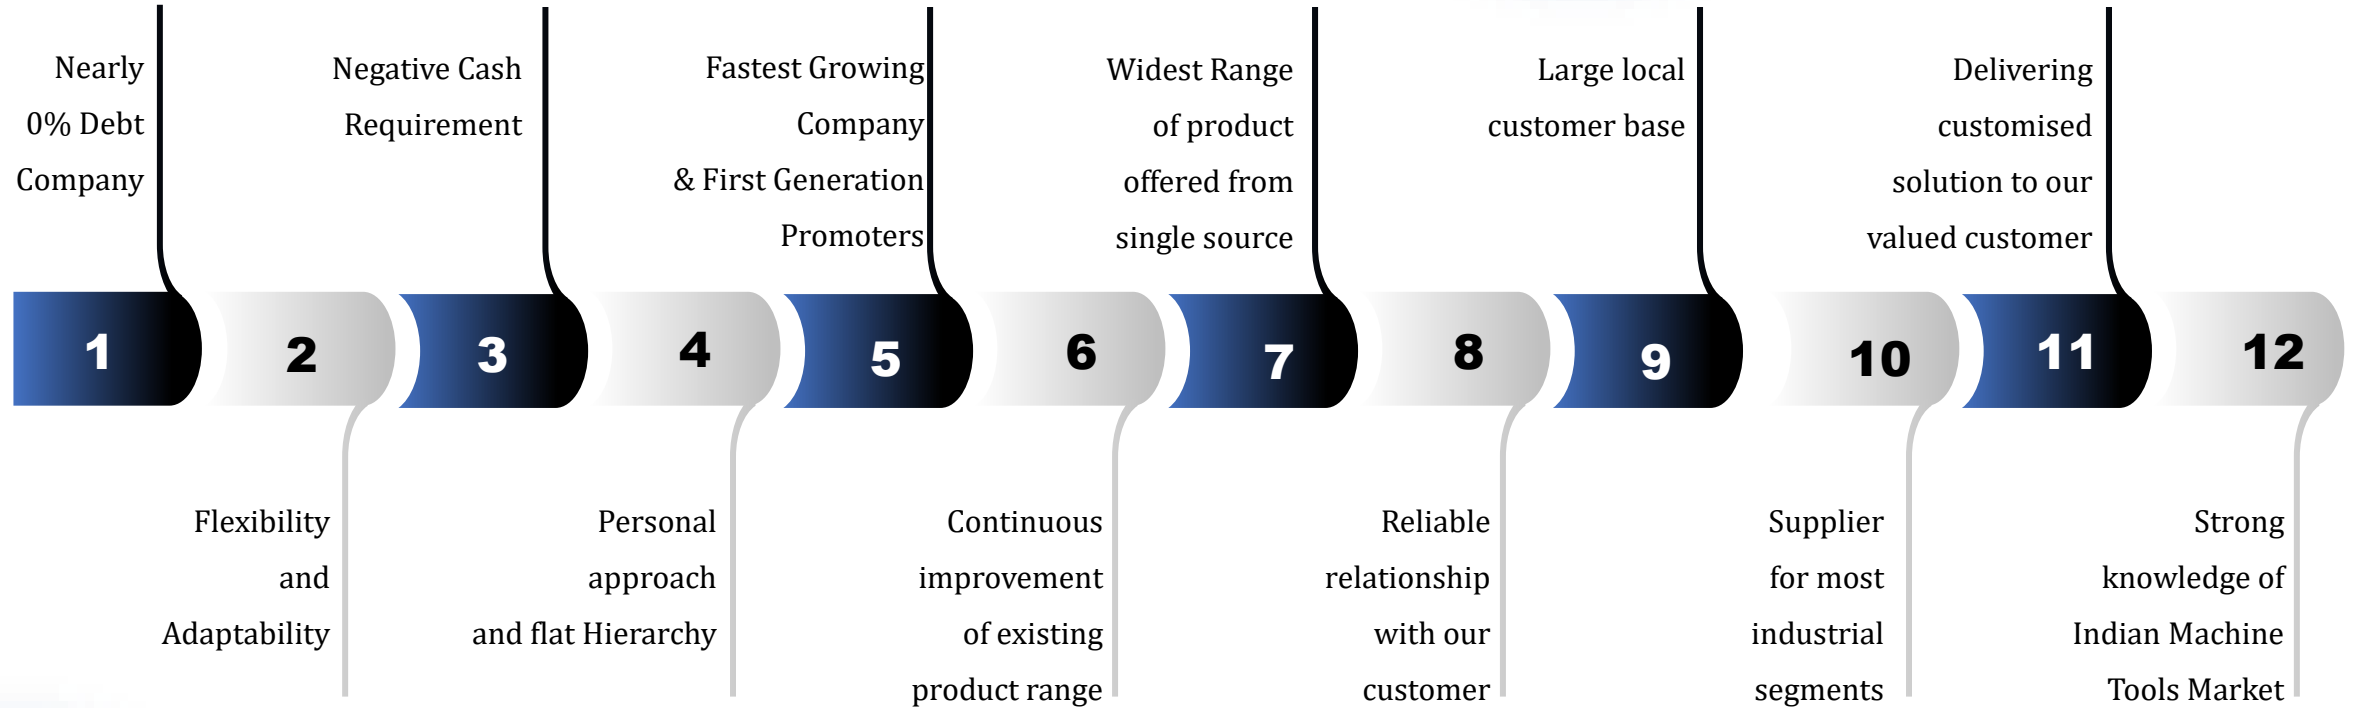 Nearly
0% Debt
Company
Negative Cash
Requirement
Fastest Growing
Company
& First Generation
Promoters
Widest Range
of product
offered from
single source
Large local
customer base
Delivering
customised
solution to our
valued customer
1
2
3
4
5
6
7
8
9
10
11
12
Flexibility
and
Adaptability
Personal
approach
and flat Hierarchy
Continuous
improvement
of existing
product range
Reliable
relationship
with our
customer
Supplier
for most
industrial
segments
Strong
knowledge of
Indian Machine
Tools Market